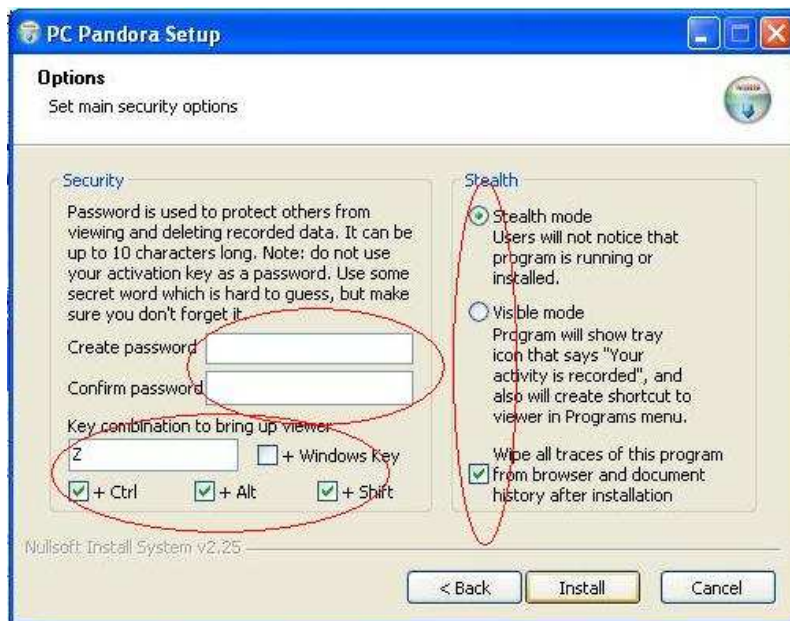 PC Pandora Setup
Options
Set main security options
Security
Password is used to protect others from
viewing and deleting recorded data. It can be
up to 10 characters long. Note: do not use
your activation key as a password. Use some
secret word which is hard to guess, but make
sure you don't forget it.
Create password
Confirm password
Key combination to bring up viewer
Z
+ Windows Key
+ Ctrl
+ Alt
+ Shift
Stealth
Stealth mode
Users will not notice that
program is running or
installed.
Visible mode
Program will show tray
icon that says "Your
activity is recorded", and
also will create shortcut to
viewer in Programs menu.
Wipe all traces of this program
from browser and document
history after installation
Nullsoft Install System v2.25
< Back
Install
Cancel